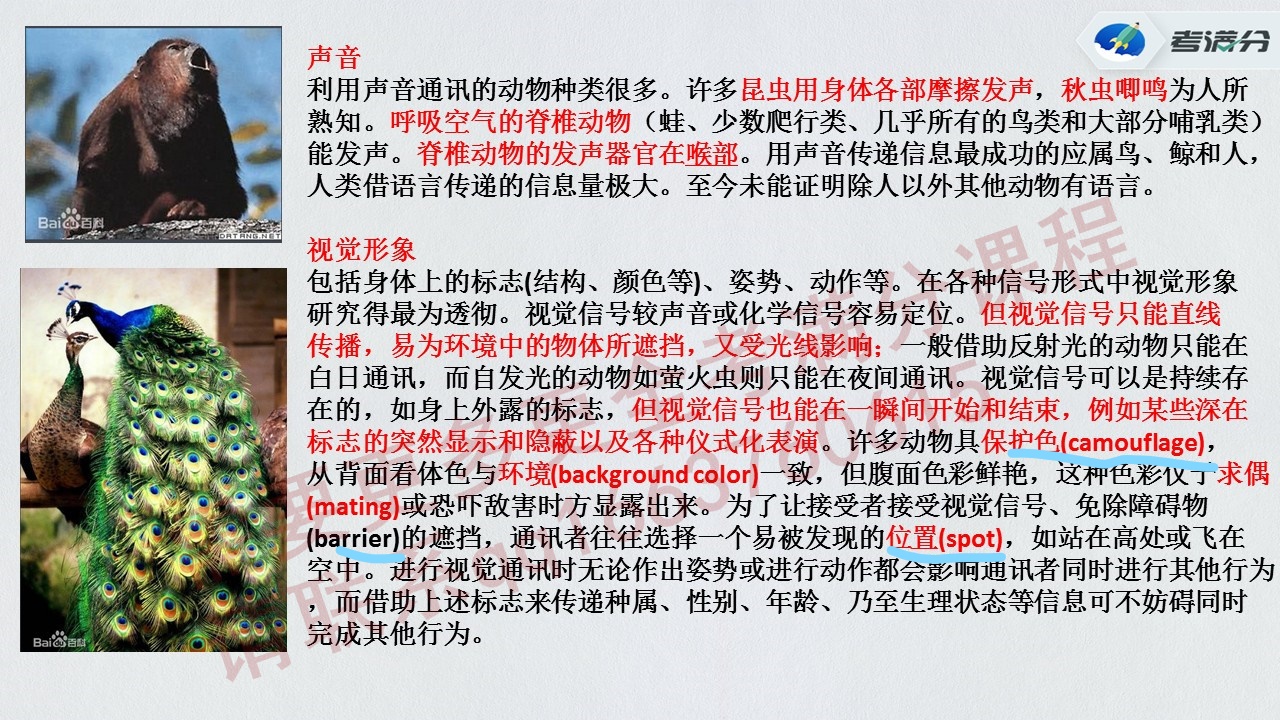 考满分
声音
利用声音通讯的动物种类很多。许多昆虫用身体各部摩擦发声，秋虫唧鸣为人所
熟知。呼吸空气的脊椎动物（蛙、少数爬行类、几乎所有的鸟类和大部分哺乳类）
能发声。脊椎动物的发声器官在喉部。用声音传递信息最成功的应属鸟、鲸和人，
人类借语言传递的信息量极大。至今未能证明除人以外其他动物有语言。
Bai百科
DATANG.NET
视觉形象
包括身体上的标志(结构、颜色等)、姿势、动作等。在各种信号形式中视觉形象
研究得最为透彻。视觉信号较声音或化学信号容易定位。但视觉信号只能直线
传播，易为环境中的物体所遮挡，又受光线影响；一般借助反射光的动物只能在
白日通讯，而自发光的动物如萤火虫则只能在夜间通讯。视觉信号可以是持续存
在的，如身上外露的标志，但视觉信号也能在一瞬间开始和结束，例如某些深在
标志的突然显示和隐蔽以及各种仪式化表演。许多动物具保护色(camouflage)，
从背面看体色与环境(background color)一致，但腹面色彩鲜艳，这种色彩仅于求偶
(mating)或恐吓敌害时方显露出来。为了让接受者接受视觉信号、免除障碍物
(barrier)的遮挡，通讯者往往选择一个易被发现的位置(spot)，如站在高处或飞在
空中。进行视觉通讯时无论作出姿势或进行动作都会影响通讯者同时进行其他行为
，而借助上述标志来传递种属、性别、年龄、乃至生理状态等信息可不妨碍同时
完成其他行为。
Bai百科